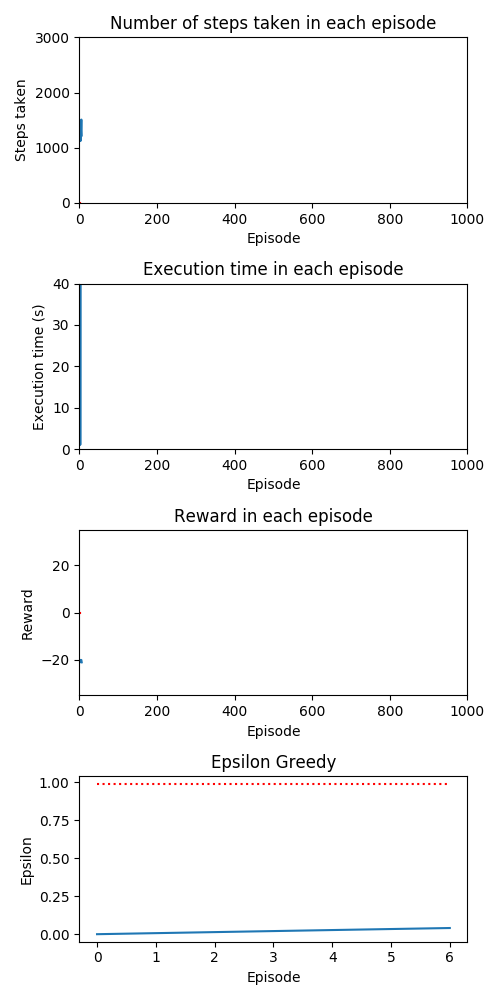 Number of steps taken in each episode
3000
2000
1000
0
Steps taken
0 200 400 600 800 1000
Episode
Execution time in each episode
40
30
20
10
0
Execution time (s)
0 200 400 600 800 1000
Episode
Reward in each episode
20
0
−20
Reward
0 200 400 600 800 1000
Episode
Epsilon Greedy
1.00
0.75
0.50
0.25
0.00
Epsilon
0 1 2 3 4 5 6
Episode